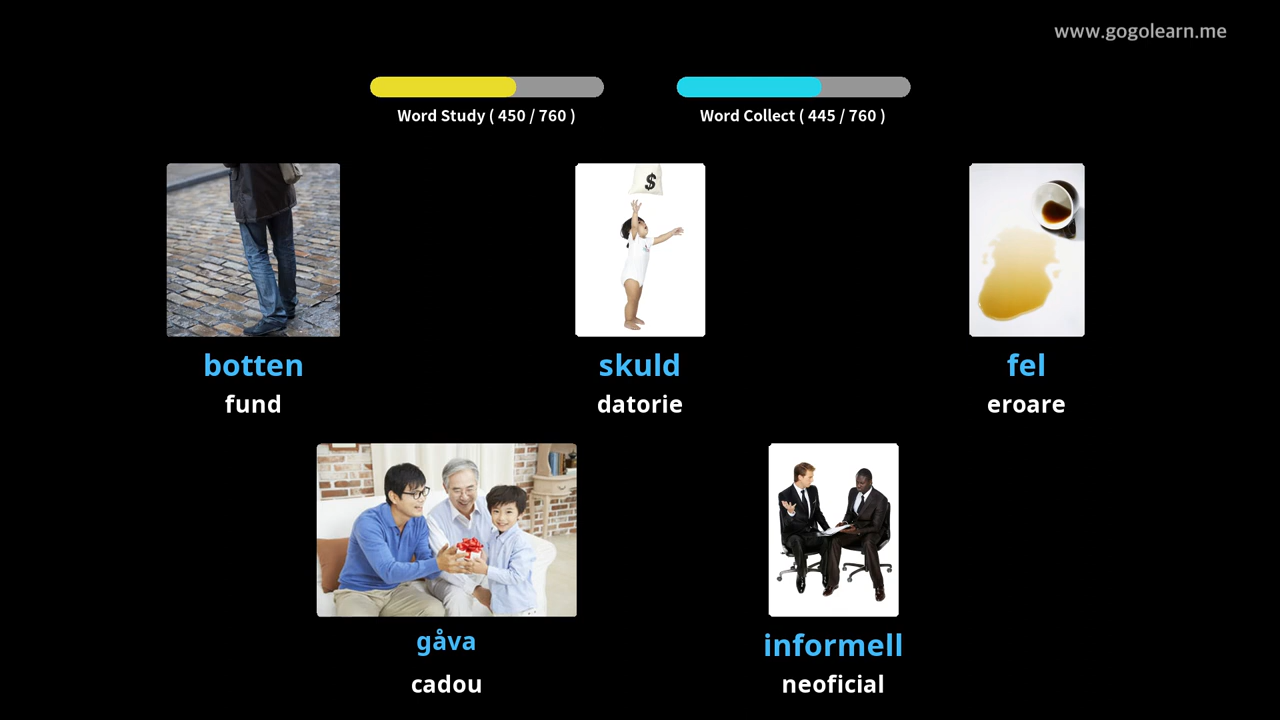 www.gogolearn.me
Word Study ( 450 / 760 )
Word Collect ( 445 / 760 )
$
botten
skuld
fel
fund
datorie
eroare
gåva
informell
cadou
neoficial